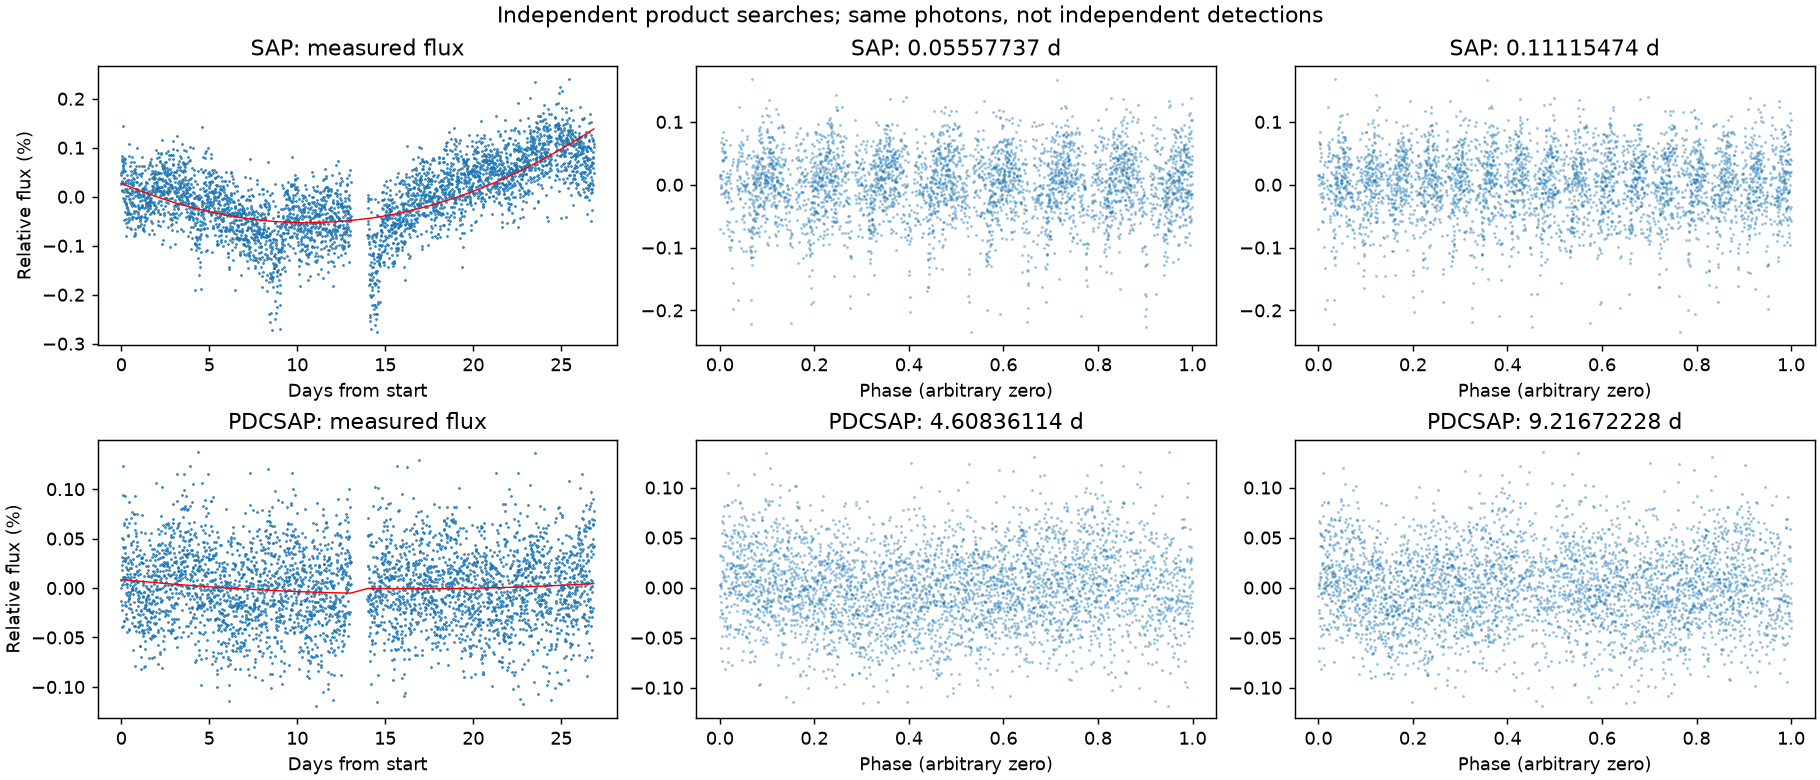 Independent product searches; same photons, not independent detections
SAP: measured flux
SAP: 0.05557737 d
SAP: 0.11115474 d
Relative flux (%)
0.2
0.1
0.0
−0.1
−0.2
−0.3
0 5 10 15 20 25
Days from start
0.1
0.0
−0.1
−0.2
0.0 0.2 0.4 0.6 0.8 1.0
Phase (arbitrary zero)
0.1
0.0
−0.1
−0.2
0.0 0.2 0.4 0.6 0.8 1.0
Phase (arbitrary zero)
PDCSAP: measured flux
PDCSAP: 4.60836114 d
PDCSAP: 9.21672228 d
Relative flux (%)
0.10
0.05
0.00
−0.05
−0.10
0 5 10 15 20 25
Days from start
0.10
0.05
0.00
−0.05
−0.10
0.0 0.2 0.4 0.6 0.8 1.0
Phase (arbitrary zero)
0.10
0.05
0.00
−0.05
−0.10
0.0 0.2 0.4 0.6 0.8 1.0
Phase (arbitrary zero)